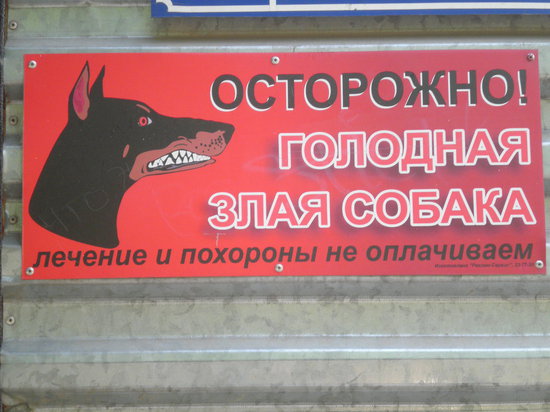 ОСТОРОЖНО!
ГОЛОДНАЯ
ЗЛАЯ СОБАКА
лечение и похороны не оплачиваем